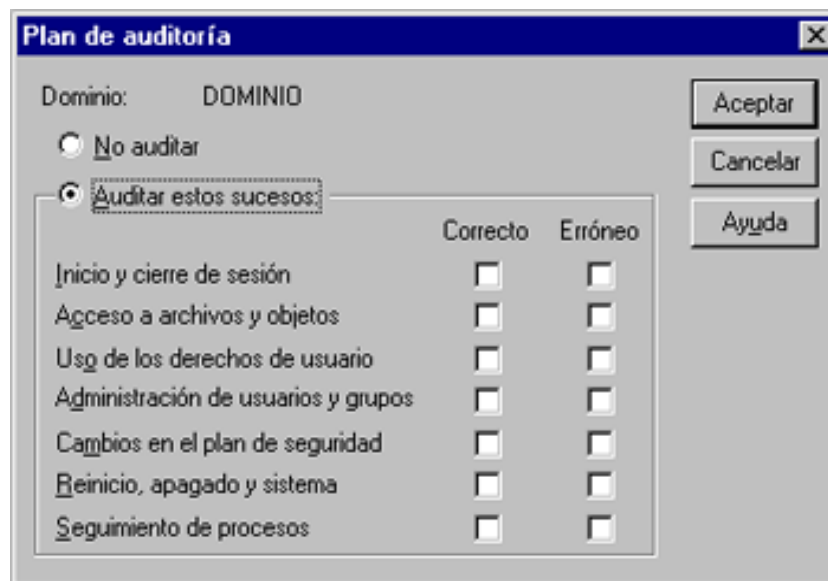 Plan de auditoría
Dominio: DOMINIO
Aceptar
No auditar
Cancelar
Auditar estos sucesos:
Ayuda
Correcto Erróneo
Inicio y cierre de sesión
Acceso a archivos y objetos
Uso de los derechos de usuario
Administración de usuarios y grupos
Cambios en el plan de seguridad
Reinicio, apagado y sistema
Seguimiento de procesos